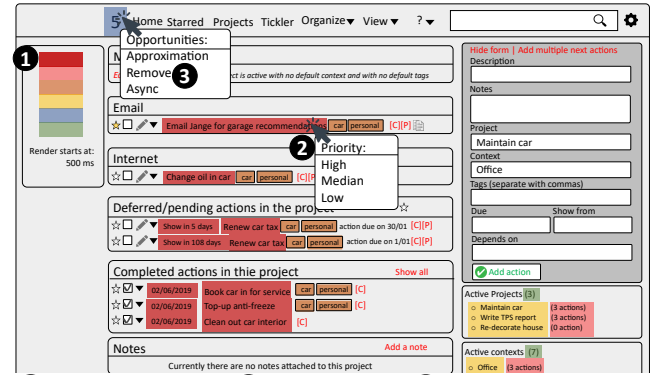 5 Home Starred Projects Tickler Organize▾ View▾ ?▾
Opportunities:
Approximation
Remove
Async
1
3
Render starts at:
500 ms
ct is active with no default context and with no default tags
Email
Email Jange for garage recommendations car personal [C][P]
2
Priority:
High
Median
Low
Internet
Change oil in car car personal [C][P
Deferred/pending actions in the project
Show in 5 days Renew car tax car personal action due on 30/01 [C][P]
Show in 108 days Renew car tax car personal action due on 1/01 [C][P]
Completed actions in thie project Show all
02/06/2019 Book car in for service car personal [C]
02/06/2019 Top-up anti-freeze car personal [C]
02/06/2019 Clean out car interior [C]
Notes Add a note
Currently there are no notes attached to this project
Hide form | Add multiple next actions
Description
Notes
Project
Maintain car
Context
Office
Tags (separate with commas)
Due Show from
Depends on
Add action
Active Projects (3)
Maintain car (3 actions)
Write TPS report (3 actions)
Re-decorate house (0 action)
Active contexts (7)
Office (3 actions)